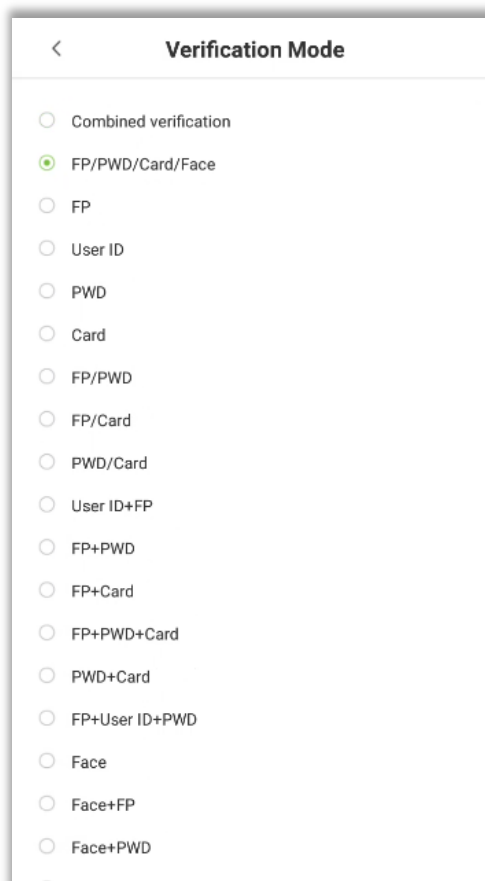 Verification Mode
Combined verification
FP/PWD/Card/Face
FP
User ID
PWD
Card
FP/PWD
FP/Card
PWD/Card
User ID+FP
FP+PWD
FP+Card
FP+PWD+Card
PWD+Card
FP+User ID+PWD
Face
Face+FP
Face+PWD